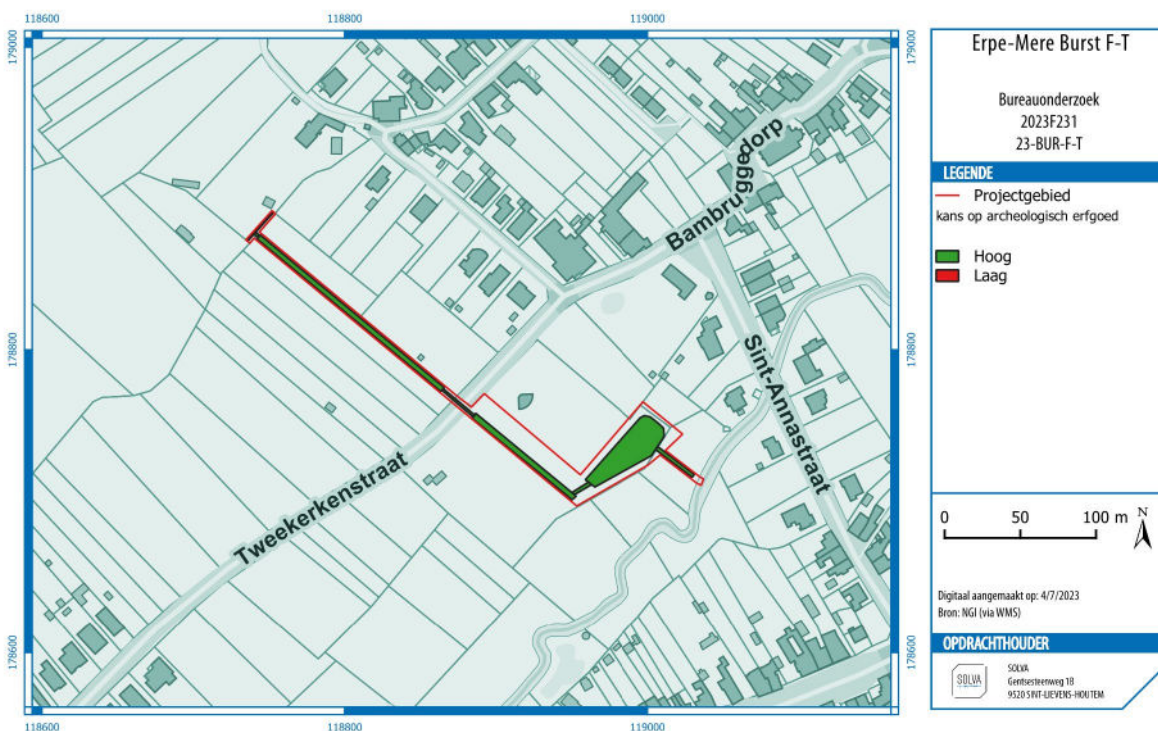 118600
118800
119000
179000
179000
Bambruggedorp
178800
178800
Sint-Annastraat
Tweekerkenstraat
178600
178600
118600
118800
119000
Erpe-Mere Burst F-T
Bureauonderzoek
2023F231
23-BUR-F-T
LEGENDE
Projectgebied
kans op archeologisch erfgoed
Hoog
Laag
0 50 100 m N
Digitaal aangemaakt op: 4/7/2023
Bron: NGI (via WMS)
OPDRACHTHOUDER
SOLVA
SOLVA
Gentsesteenweg 1B
9520 SINT-LIEVENS-HOUTEM